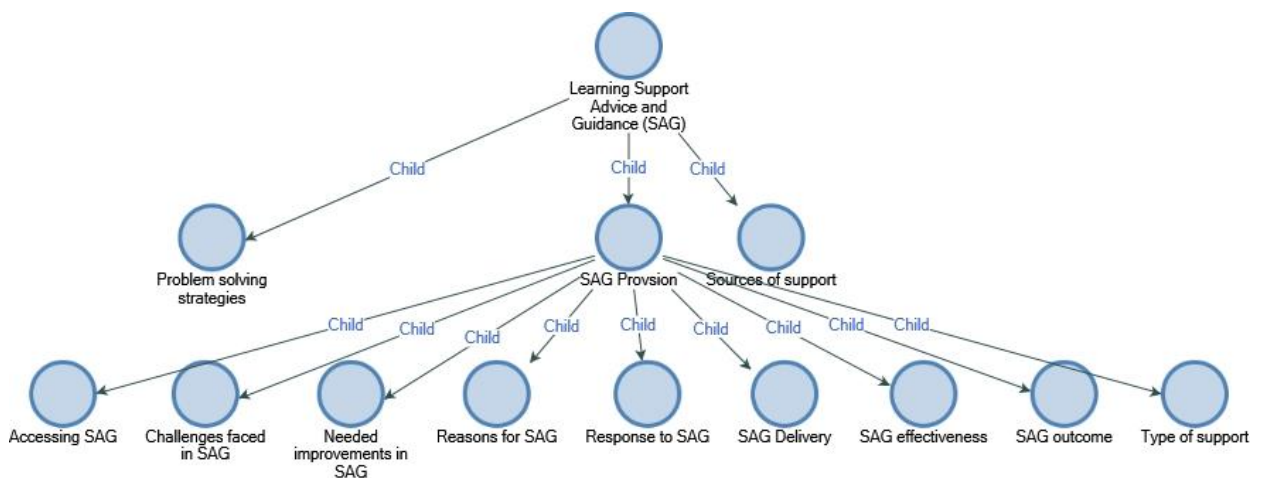 Learning Support
Advice and
Guidance (SAG)
Child
Child
Child
Problem solving
strategies
SAG Provsion
Sources of support
Child
Child
Child
Child
Child
Child
Child
Child
Child
Accessing SAG
Challenges faced
in SAG
Needed
improvements in
SAG
Reasons for SAG
Response to SAG
SAG Delivery
SAG effectiveness
SAG outcome
Type of support